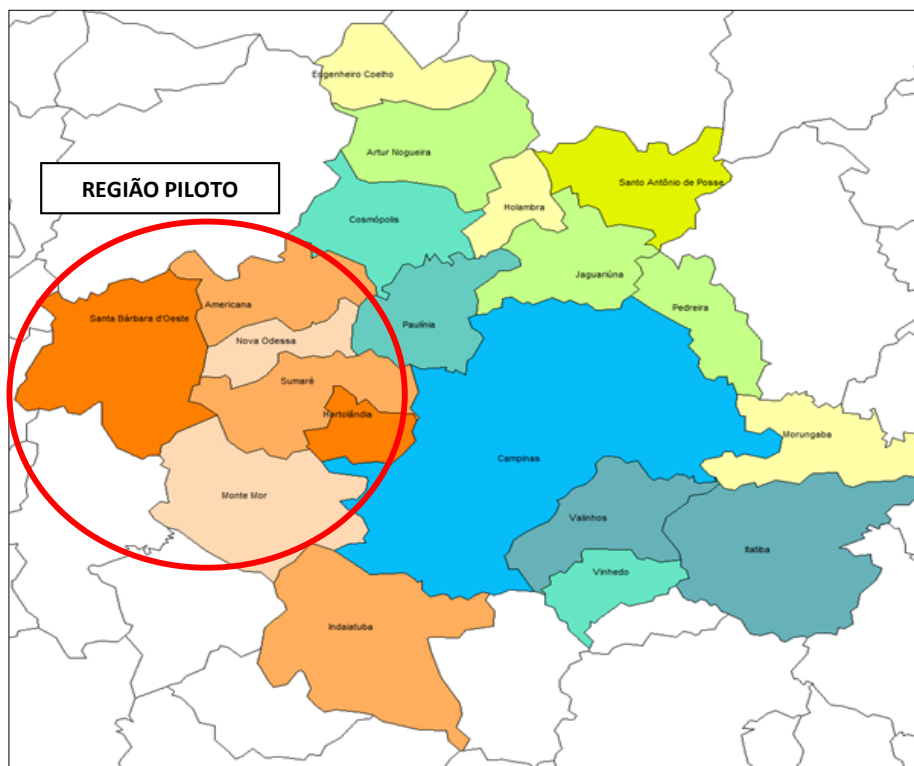 Engenheiro Coelho
Artur Nogueira
REGIÃO PILOTO
Santo Antônio de Posse
Holambra
Cosmópolis
Jaguariúna
Americana
Pedreira
Santa Bárbara d'Oeste
Paulínia
Nova Odessa
Sumaré
Hortolândia
Morungaba
Campinas
Monte Mor
Valinhos
Itatiba
Vinhedo
Indaiatuba